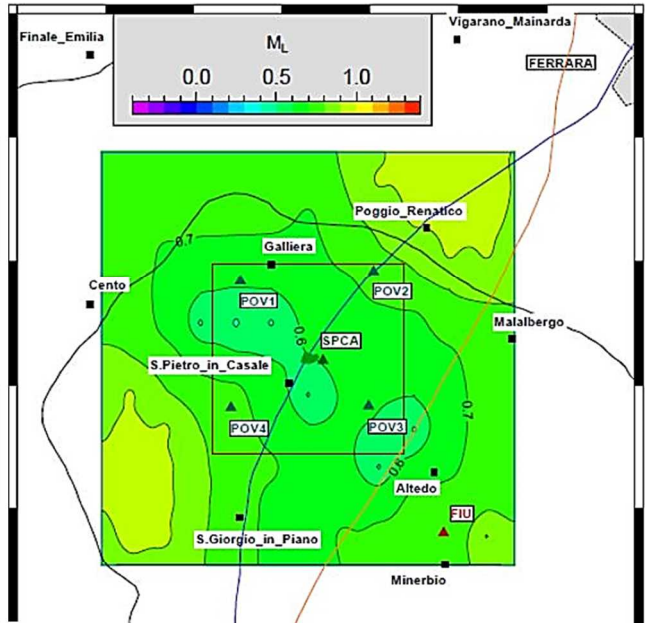 Finale_Emilia
Vigarano_Mainarda
M_L
FERRARA
0.0 0.5 1.0
Poggio_Renatico
0.7
Galliera
Cento
POV1
POV2
Malalbergo
0.6
SPCA
S.Pietro_in_Casale
0.7
POV4
POV3
0.6
Altedo
FIU
S.Giorgio_in_Piano
Minerbio